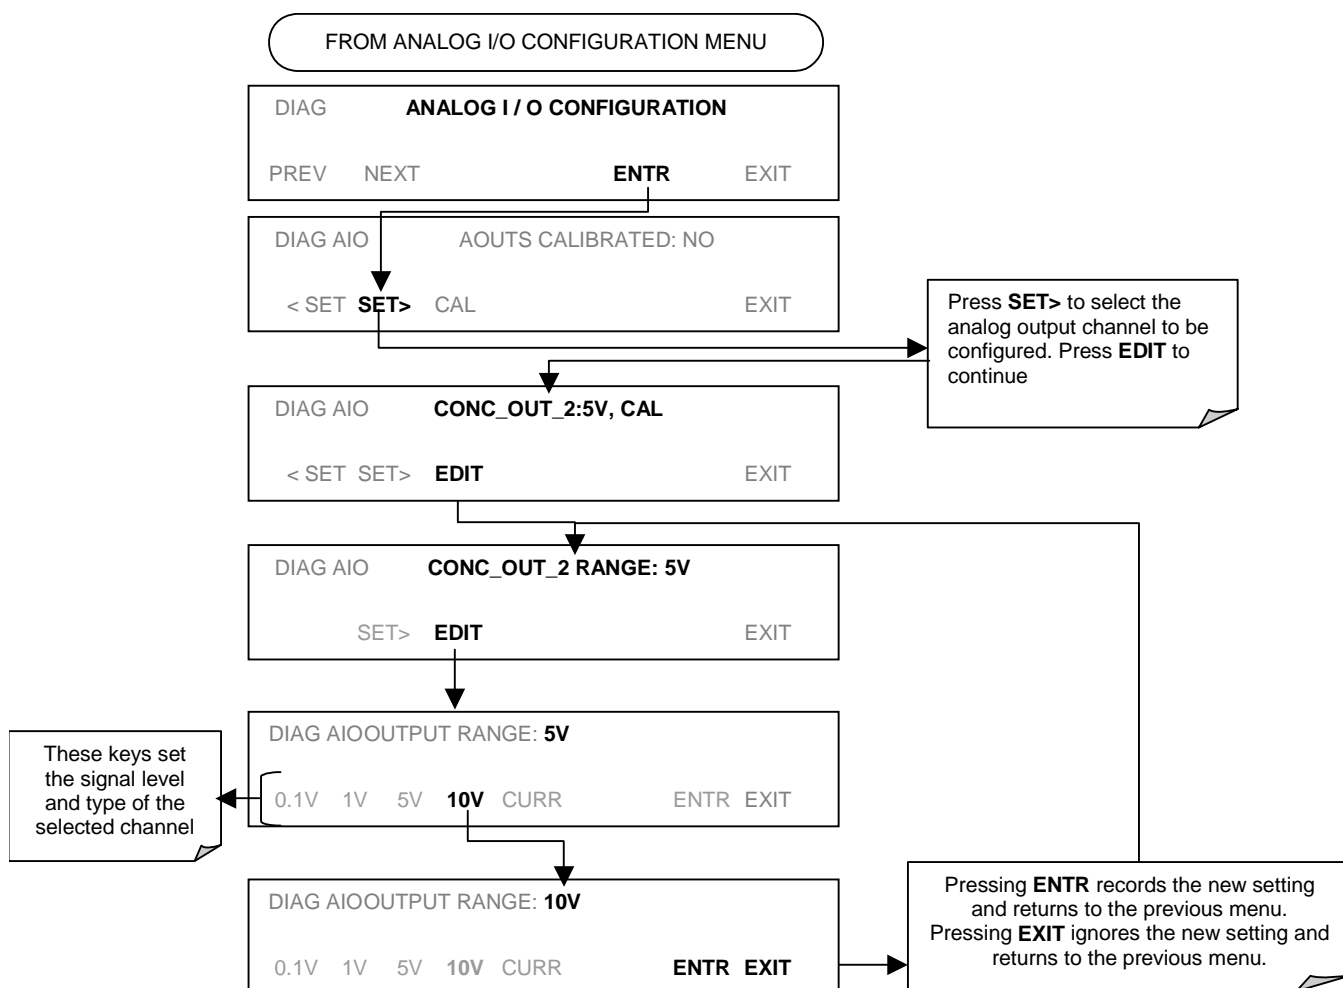 FROM ANALOG I/O CONFIGURATION MENU
DIAG ANALOG I / O CONFIGURATION
PREV NEXT ENTR EXIT
DIAG AIO AOUTS CALIBRATED: NO
< SET SET> CAL EXIT
Press SET> to select the
analog output channel to be
configured. Press EDIT to
continue
DIAG AIO CONC_OUT_2:5V, CAL
< SET SET> EDIT EXIT
DIAG AIO CONC_OUT_2 RANGE: 5V
SET> EDIT EXIT
DIAG AIOOUTPUT RANGE: 5V
0.1V 1V 5V 10V CURR ENTR EXIT
These keys set
the signal level
and type of the
selected channel
DIAG AIOOUTPUT RANGE: 10V
0.1V 1V 5V 10V CURR ENTR EXIT
Pressing ENTR records the new setting
and returns to the previous menu.
Pressing EXIT ignores the new setting and
returns to the previous menu.